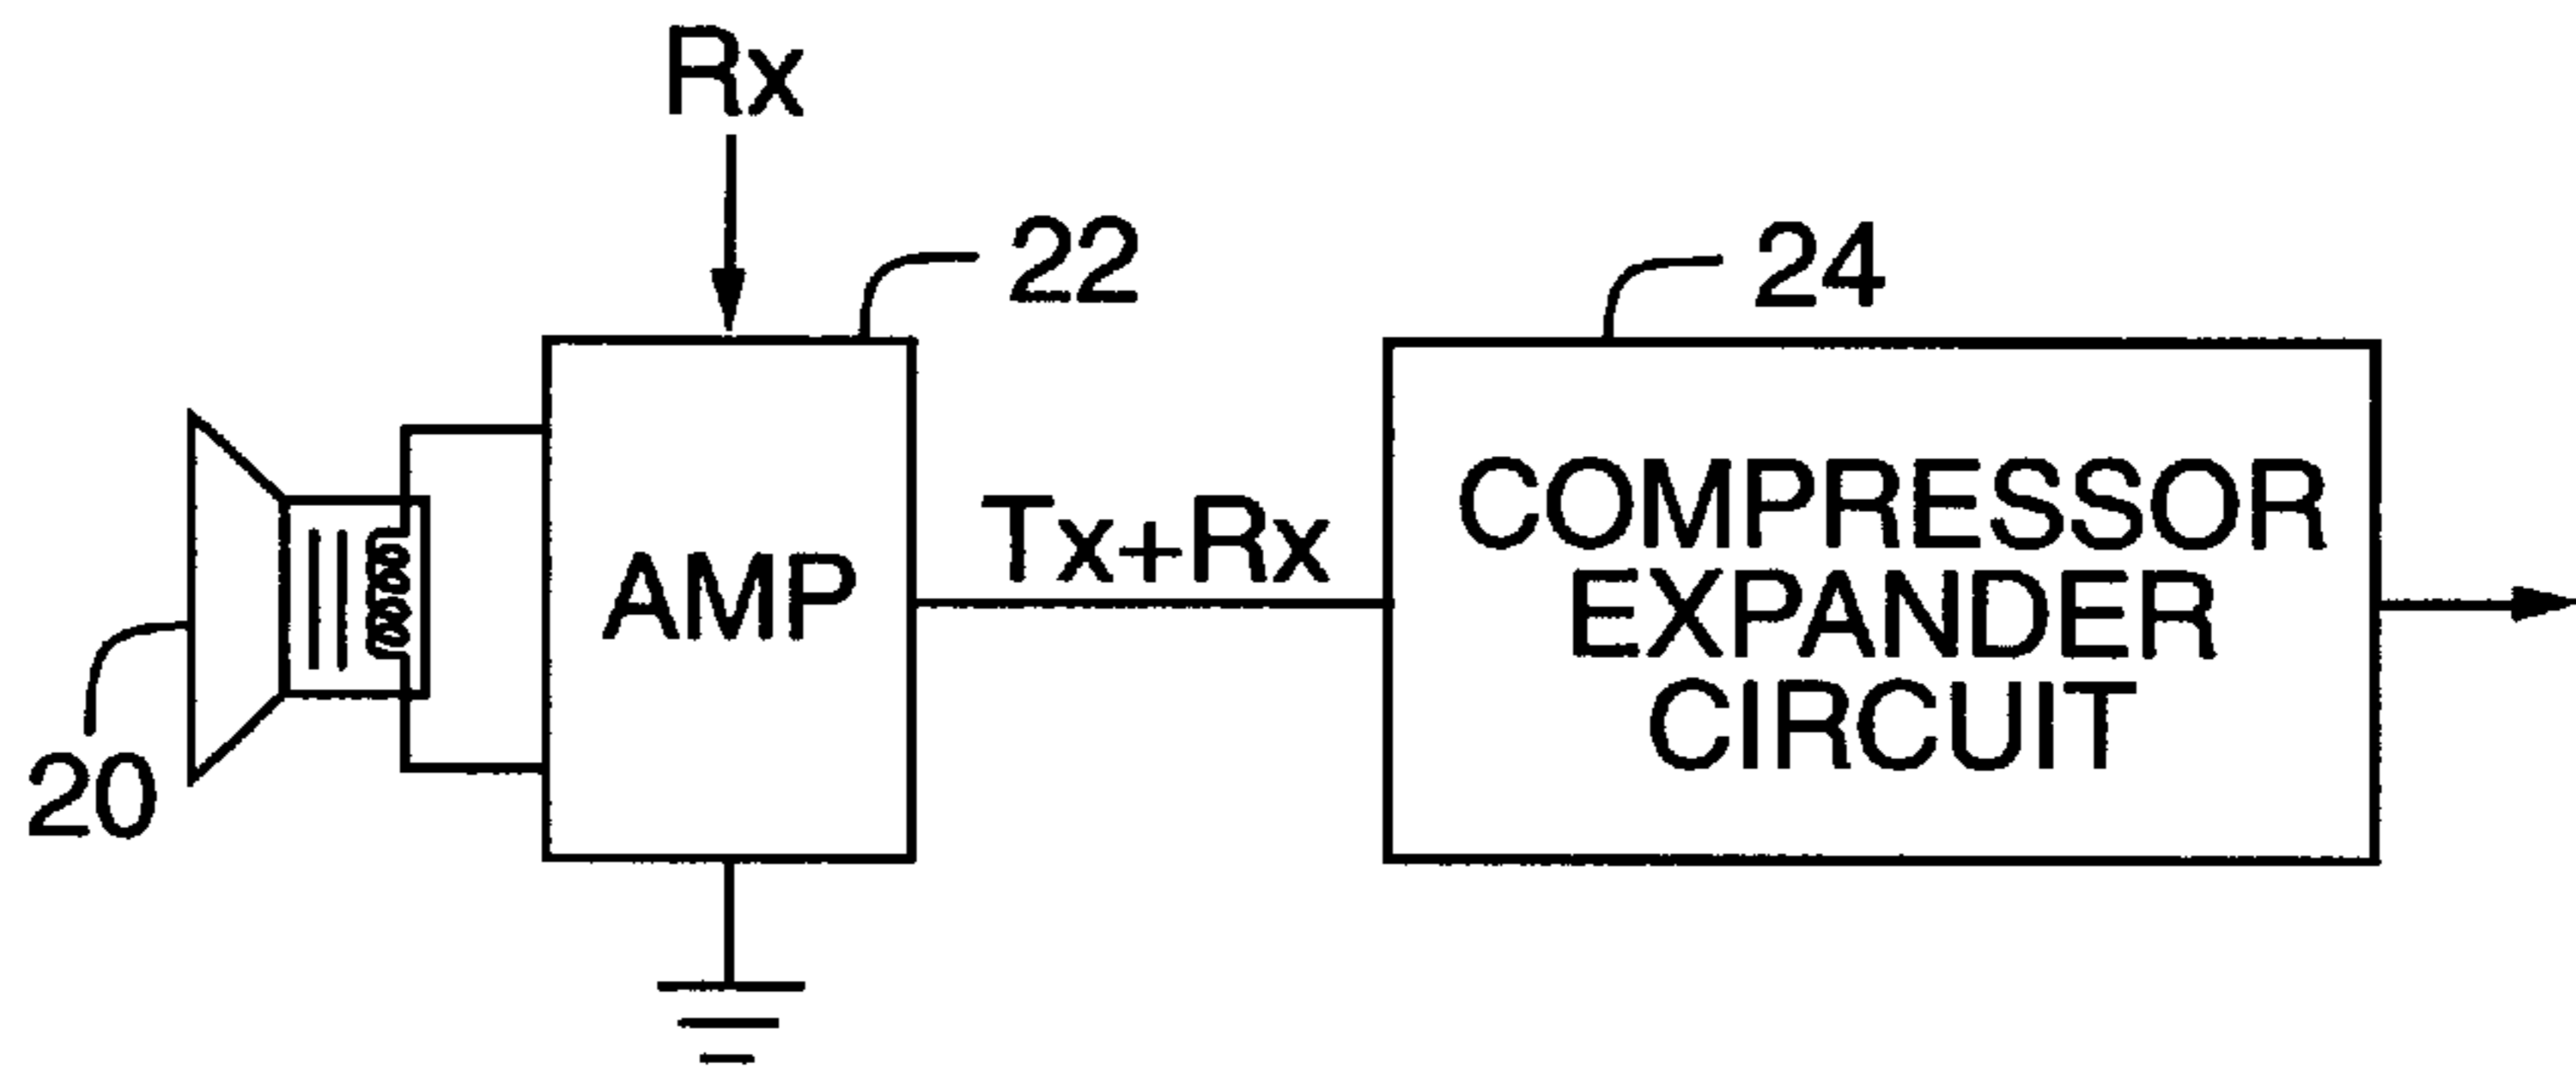 Rx
22
24
20
AMP
Tx+Rx
COMPRESSOR
EXPANDER
CIRCUIT